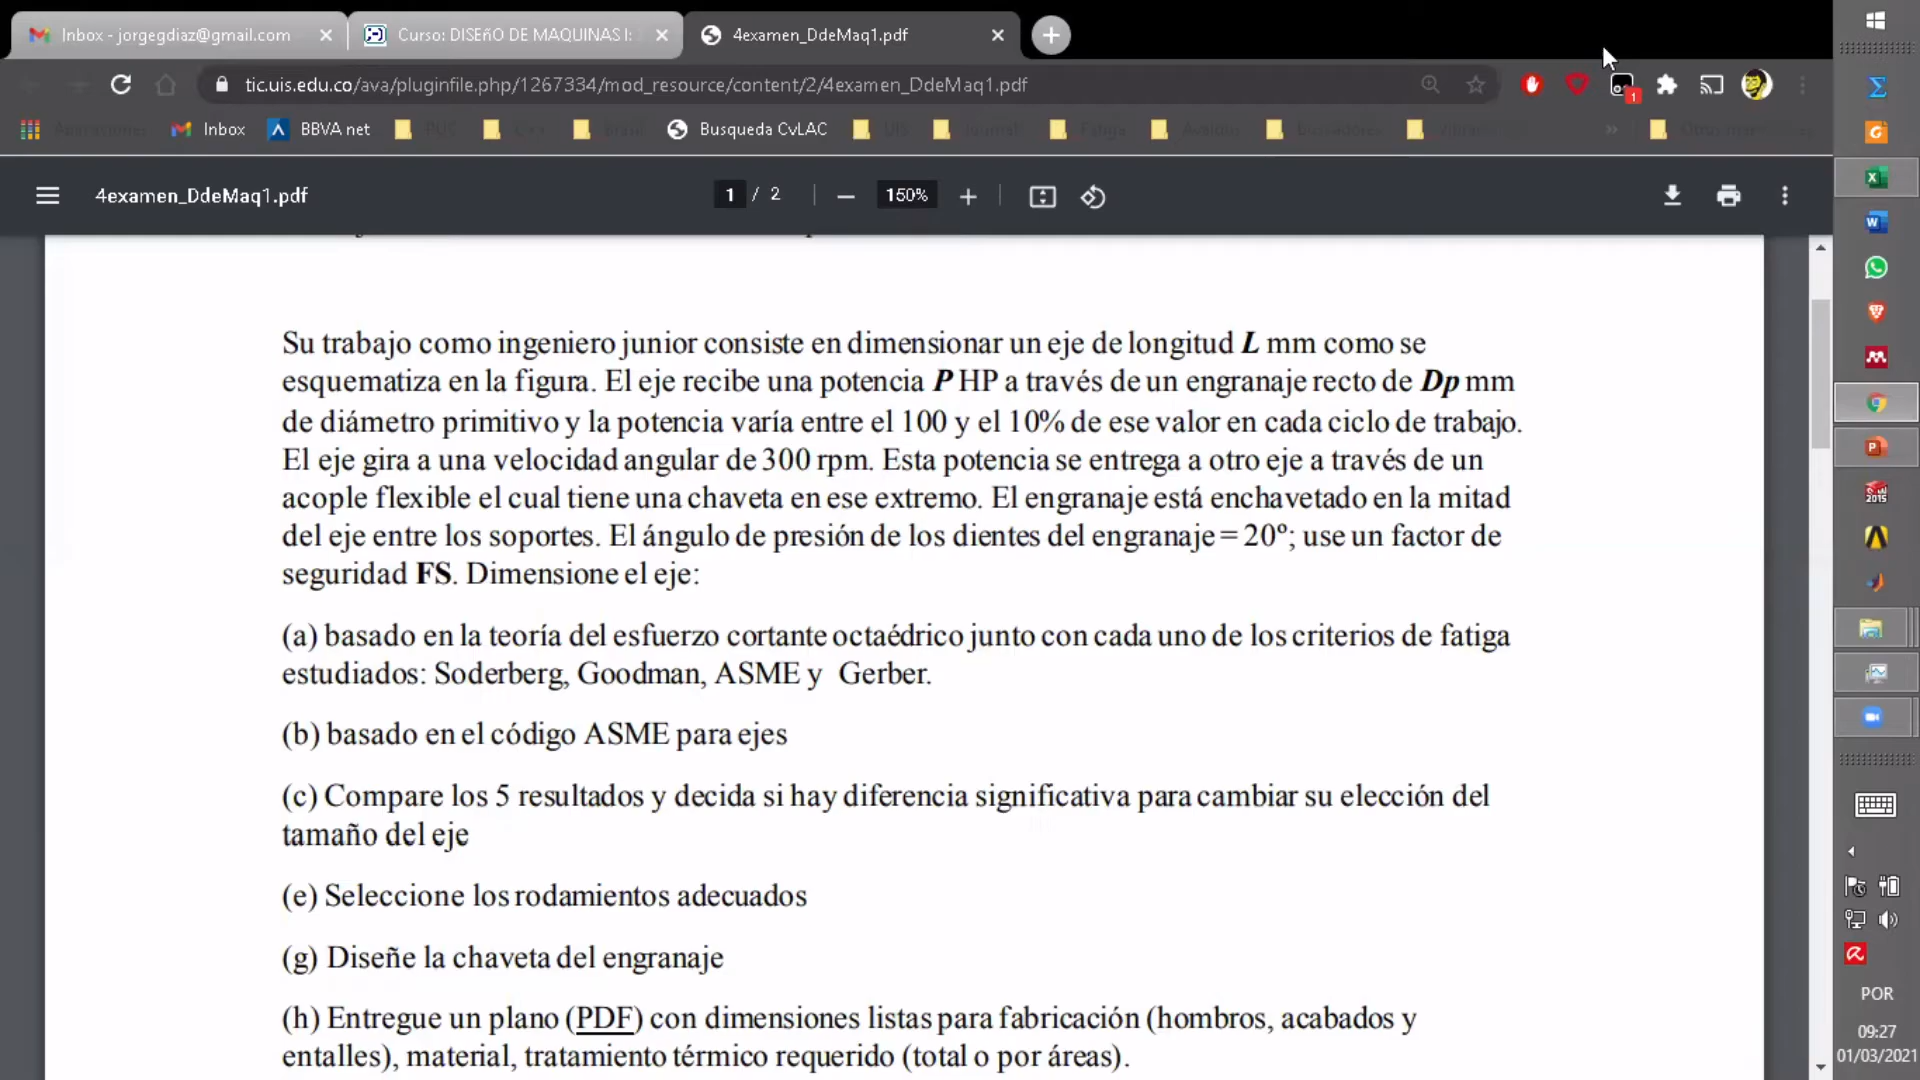 Inbox - jorgegdiaz@gmail.com
Curso: DISEñO DE MAQUINAS I:
4examen_DdeMaq1.pdf
tic.uis.edu.co/ava/pluginfile.php/1267334/mod_resource/content/2/4examen_DdeMaq1.pdf
1
Inbox
BBVA net
Busqueda CvLAC
4examen_DdeMaq1.pdf
1 / 2
150%
Su trabajo como ingeniero junior consiste en dimensionar un eje de longitud L mm como se
esquematiza en la figura. El eje recibe una potencia P HP a través de un engranaje recto de Dp mm
de diámetro primitivo y la potencia varía entre el 100 y el 10% de ese valor en cada ciclo de trabajo.
El eje gira a una velocidad angular de 300 rpm. Esta potencia se entrega a otro eje a través de un
acople flexible el cual tiene una chaveta en ese extremo. El engranaje está enchavetado en la mitad
del eje entre los soportes. El ángulo de presión de los dientes del engranaje = 20º; use un factor de
seguridad FS. Dimensione el eje:
(a) basado en la teoría del esfuerzo cortante octaédrico junto con cada uno de los criterios de fatiga
estudiados: Soderberg, Goodman, ASME y Gerber.
(b) basado en el código ASME para ejes
(c) Compare los 5 resultados y decida si hay diferencia significativa para cambiar su elección del
tamaño del eje
(e) Seleccione los rodamientos adecuados
(g) Diseñe la chaveta del engranaje
(h) Entregue un plano (PDF) con dimensiones listas para fabricación (hombros, acabados y
entalles), material, tratamiento térmico requerido (total o por áreas).
2015
POR
09:27
01/03/2021